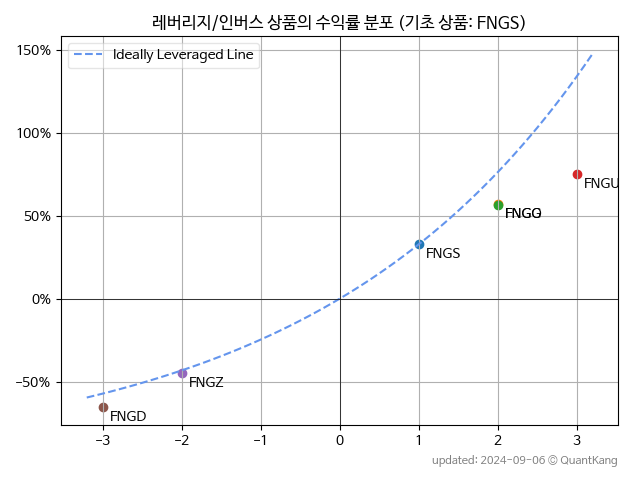 레버리지/인버스 상품의 수익률 분포 (기초 상품: FNGS)
Ideally Leveraged Line
150%
100%
50%
0%
−50%
FNGU
FNGS
FNGZ
FNGD
−3 −2 −1 0 1 2 3
updated: 2024-09-06 © QuantKang